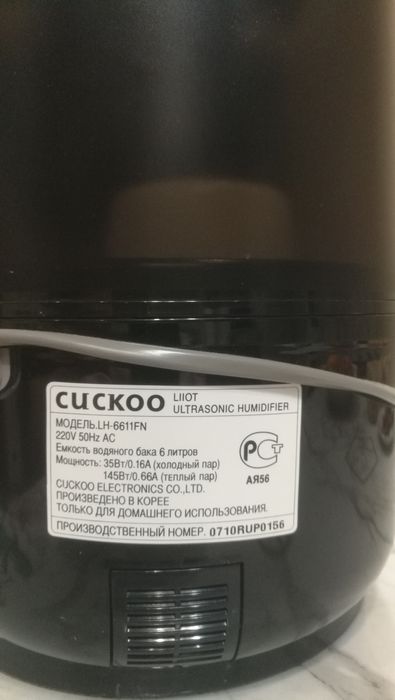 CUCKOO LIIOT
ULTRASONIC HUMIDIFIER
МОДЕЛЬ.LH-6611FN
220V 50Hz AC
Емкость водяного бака 6 литров
Мощность: 35Вт/0.16А (холодный пар)
145Вт/0.66А (теплый пар)
CUCKOO ELECTRONICS CO.,LTD.
ПРОИЗВЕДЕНО В КОРЕЕ
ТОЛЬКО ДЛЯ ДОМАШНЕГО ИСПОЛЬЗОВАНИЯ.
РСТ
АЯ56
ПРОИЗВОДСТВЕННЫЙ НОМЕР. 0710RUP0156